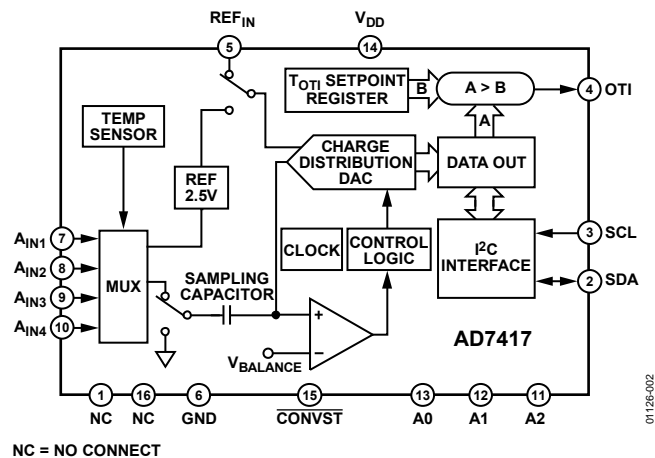 REFIN
VDD
5
14
TOTI SETPOINT
REGISTER
B
A > B
4
OTI
A
TEMP
SENSOR
CHARGE
DISTRIBUTION
DAC
DATA OUT
REF
2.5V
AIN1
7
AIN2
8
AIN3
9
AIN4
10
MUX
CLOCK
CONTROL
LOGIC
I2C
INTERFACE
3
SCL
2
SDA
SAMPLING
CAPACITOR
+
−
VBALANCE
AD7417
1
16
6
15
13
12
11
NC
NC
GND
CONVST
A0
A1
A2
01126-002
NC = NO CONNECT